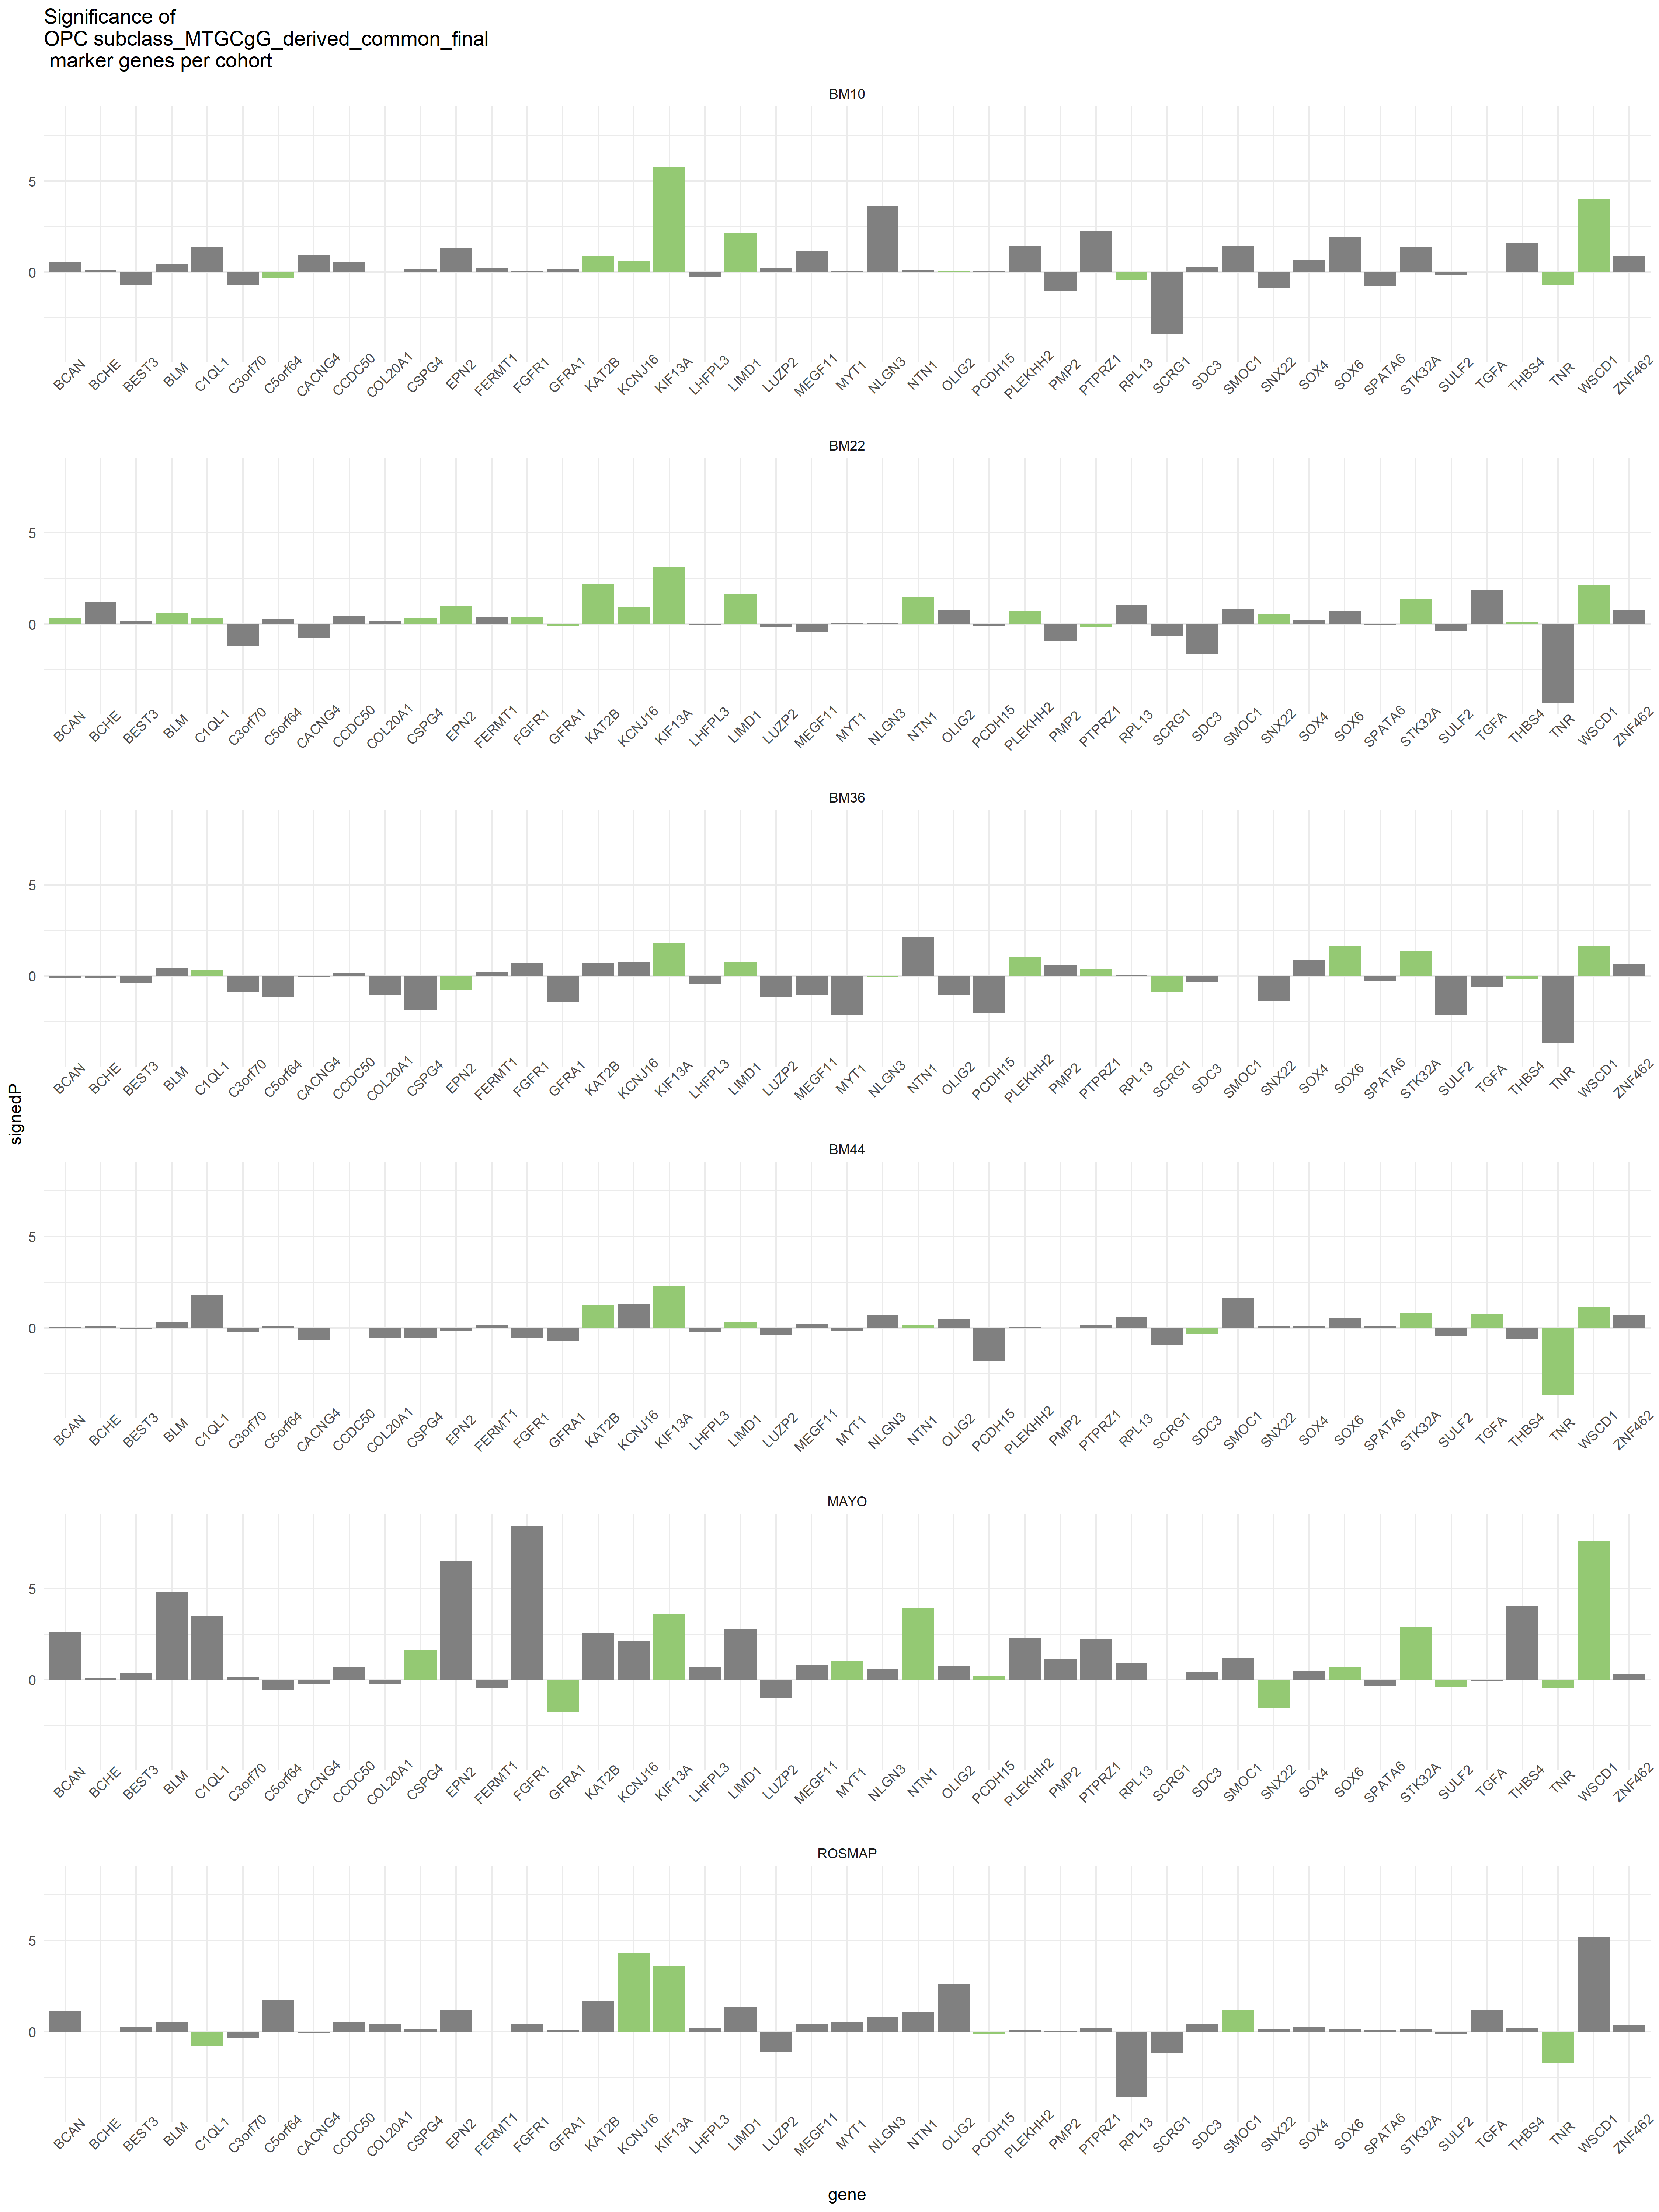 Significance of
OPC subclass_MTGCgG_derived_common_final
marker genes per cohort
signedP
BM10
5
0
BCAN BCHE BEST3 BLM C1QL1 C3orf70 C5orf64 CACNG4 CCDC50 COL20A1 CSPG4 EPN2 FERMT1 FGFR1 GFRA1 KAT2B KCNJ16 KIF13A LHFPL3 LIMD1 LUZP2 MEGF11 MYT1 NLGN3 NTN1 OLIG2 PCDH15 PLEKHH2 PMP2 PTPRZ1 RPL13 SCRG1 SDC3 SMOC1 SNX22 SOX4 SOX6 SPATA6 STK32A SULF2 TGFA THBS4 TNR WSCD1 ZNF462
BM22
5
0
BCAN BCHE BEST3 BLM C1QL1 C3orf70 C5orf64 CACNG4 CCDC50 COL20A1 CSPG4 EPN2 FERMT1 FGFR1 GFRA1 KAT2B KCNJ16 KIF13A LHFPL3 LIMD1 LUZP2 MEGF11 MYT1 NLGN3 NTN1 OLIG2 PCDH15 PLEKHH2 PMP2 PTPRZ1 RPL13 SCRG1 SDC3 SMOC1 SNX22 SOX4 SOX6 SPATA6 STK32A SULF2 TGFA THBS4 TNR WSCD1 ZNF462
BM36
5
0
BCAN BCHE BEST3 BLM C1QL1 C3orf70 C5orf64 CACNG4 CCDC50 COL20A1 CSPG4 EPN2 FERMT1 FGFR1 GFRA1 KAT2B KCNJ16 KIF13A LHFPL3 LIMD1 LUZP2 MEGF11 MYT1 NLGN3 NTN1 OLIG2 PCDH15 PLEKHH2 PMP2 PTPRZ1 RPL13 SCRG1 SDC3 SMOC1 SNX22 SOX4 SOX6 SPATA6 STK32A SULF2 TGFA THBS4 TNR WSCD1 ZNF462
BM44
5
0
BCAN BCHE BEST3 BLM C1QL1 C3orf70 C5orf64 CACNG4 CCDC50 COL20A1 CSPG4 EPN2 FERMT1 FGFR1 GFRA1 KAT2B KCNJ16 KIF13A LHFPL3 LIMD1 LUZP2 MEGF11 MYT1 NLGN3 NTN1 OLIG2 PCDH15 PLEKHH2 PMP2 PTPRZ1 RPL13 SCRG1 SDC3 SMOC1 SNX22 SOX4 SOX6 SPATA6 STK32A SULF2 TGFA THBS4 TNR WSCD1 ZNF462
MAYO
5
0
BCAN BCHE BEST3 BLM C1QL1 C3orf70 C5orf64 CACNG4 CCDC50 COL20A1 CSPG4 EPN2 FERMT1 FGFR1 GFRA1 KAT2B KCNJ16 KIF13A LHFPL3 LIMD1 LUZP2 MEGF11 MYT1 NLGN3 NTN1 OLIG2 PCDH15 PLEKHH2 PMP2 PTPRZ1 RPL13 SCRG1 SDC3 SMOC1 SNX22 SOX4 SOX6 SPATA6 STK32A SULF2 TGFA THBS4 TNR WSCD1 ZNF462
ROSMAP
5
0
BCAN BCHE BEST3 BLM C1QL1 C3orf70 C5orf64 CACNG4 CCDC50 COL20A1 CSPG4 EPN2 FERMT1 FGFR1 GFRA1 KAT2B KCNJ16 KIF13A LHFPL3 LIMD1 LUZP2 MEGF11 MYT1 NLGN3 NTN1 OLIG2 PCDH15 PLEKHH2 PMP2 PTPRZ1 RPL13 SCRG1 SDC3 SMOC1 SNX22 SOX4 SOX6 SPATA6 STK32A SULF2 TGFA THBS4 TNR WSCD1 ZNF462
gene